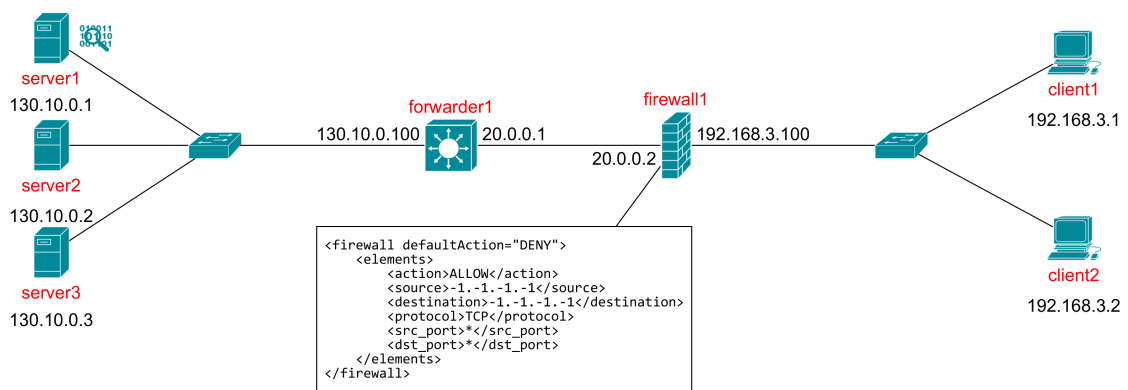 010011
10110
001101
server1
130.10.0.1
server2
130.10.0.2
server3
130.10.0.3
forwarder1
130.10.0.100
20.0.0.1
firewall1
192.168.3.100
20.0.0.2
client1
192.168.3.1
client2
192.168.3.2
<firewall defaultAction="DENY">
    <elements>
        <action>ALLOW</action>
        <source>-1.-1.-1.-1</source>
        <destination>-1.-1.-1.-1</destination>
        <protocol>TCP</protocol>
        <src_port>*</src_port>
        <dst_port>*</dst_port>
    </elements>
</firewall>